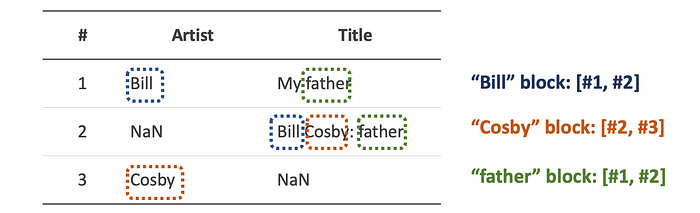 # Artist Title
1 Bill My father “Bill” block: [#1, #2]
2 NaN Bill Cosby: father “Cosby” block: [#2, #3]
3 Cosby NaN “father” block: [#1, #2]